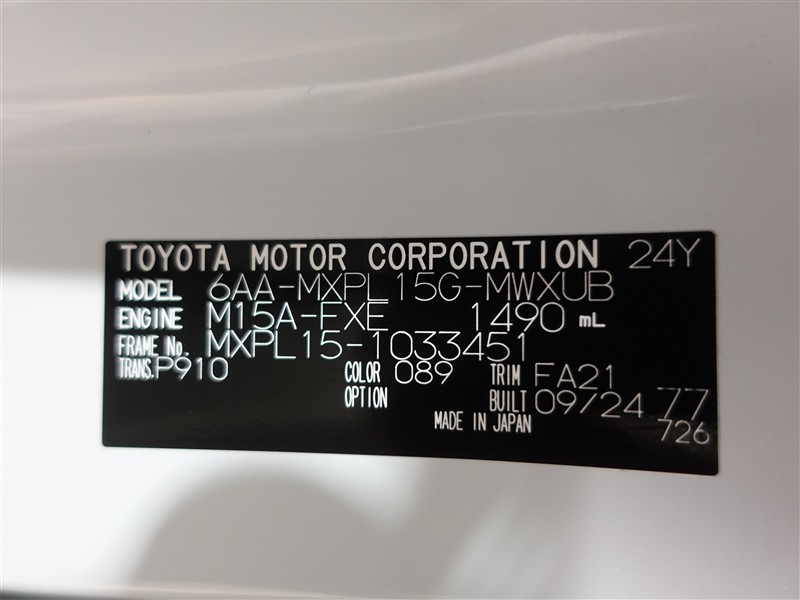 TOYOTA MOTOR CORPORATION 24Y
MODEL 6AA-MXPL15G-MWXUB
ENGINE M15A-FXE 1490 mL
FRAME No. MXPL15-1033451
TRANS. P910 COLOR 089 TRIM FA21
OPTION BUILT 09/24 77
MADE IN JAPAN 726